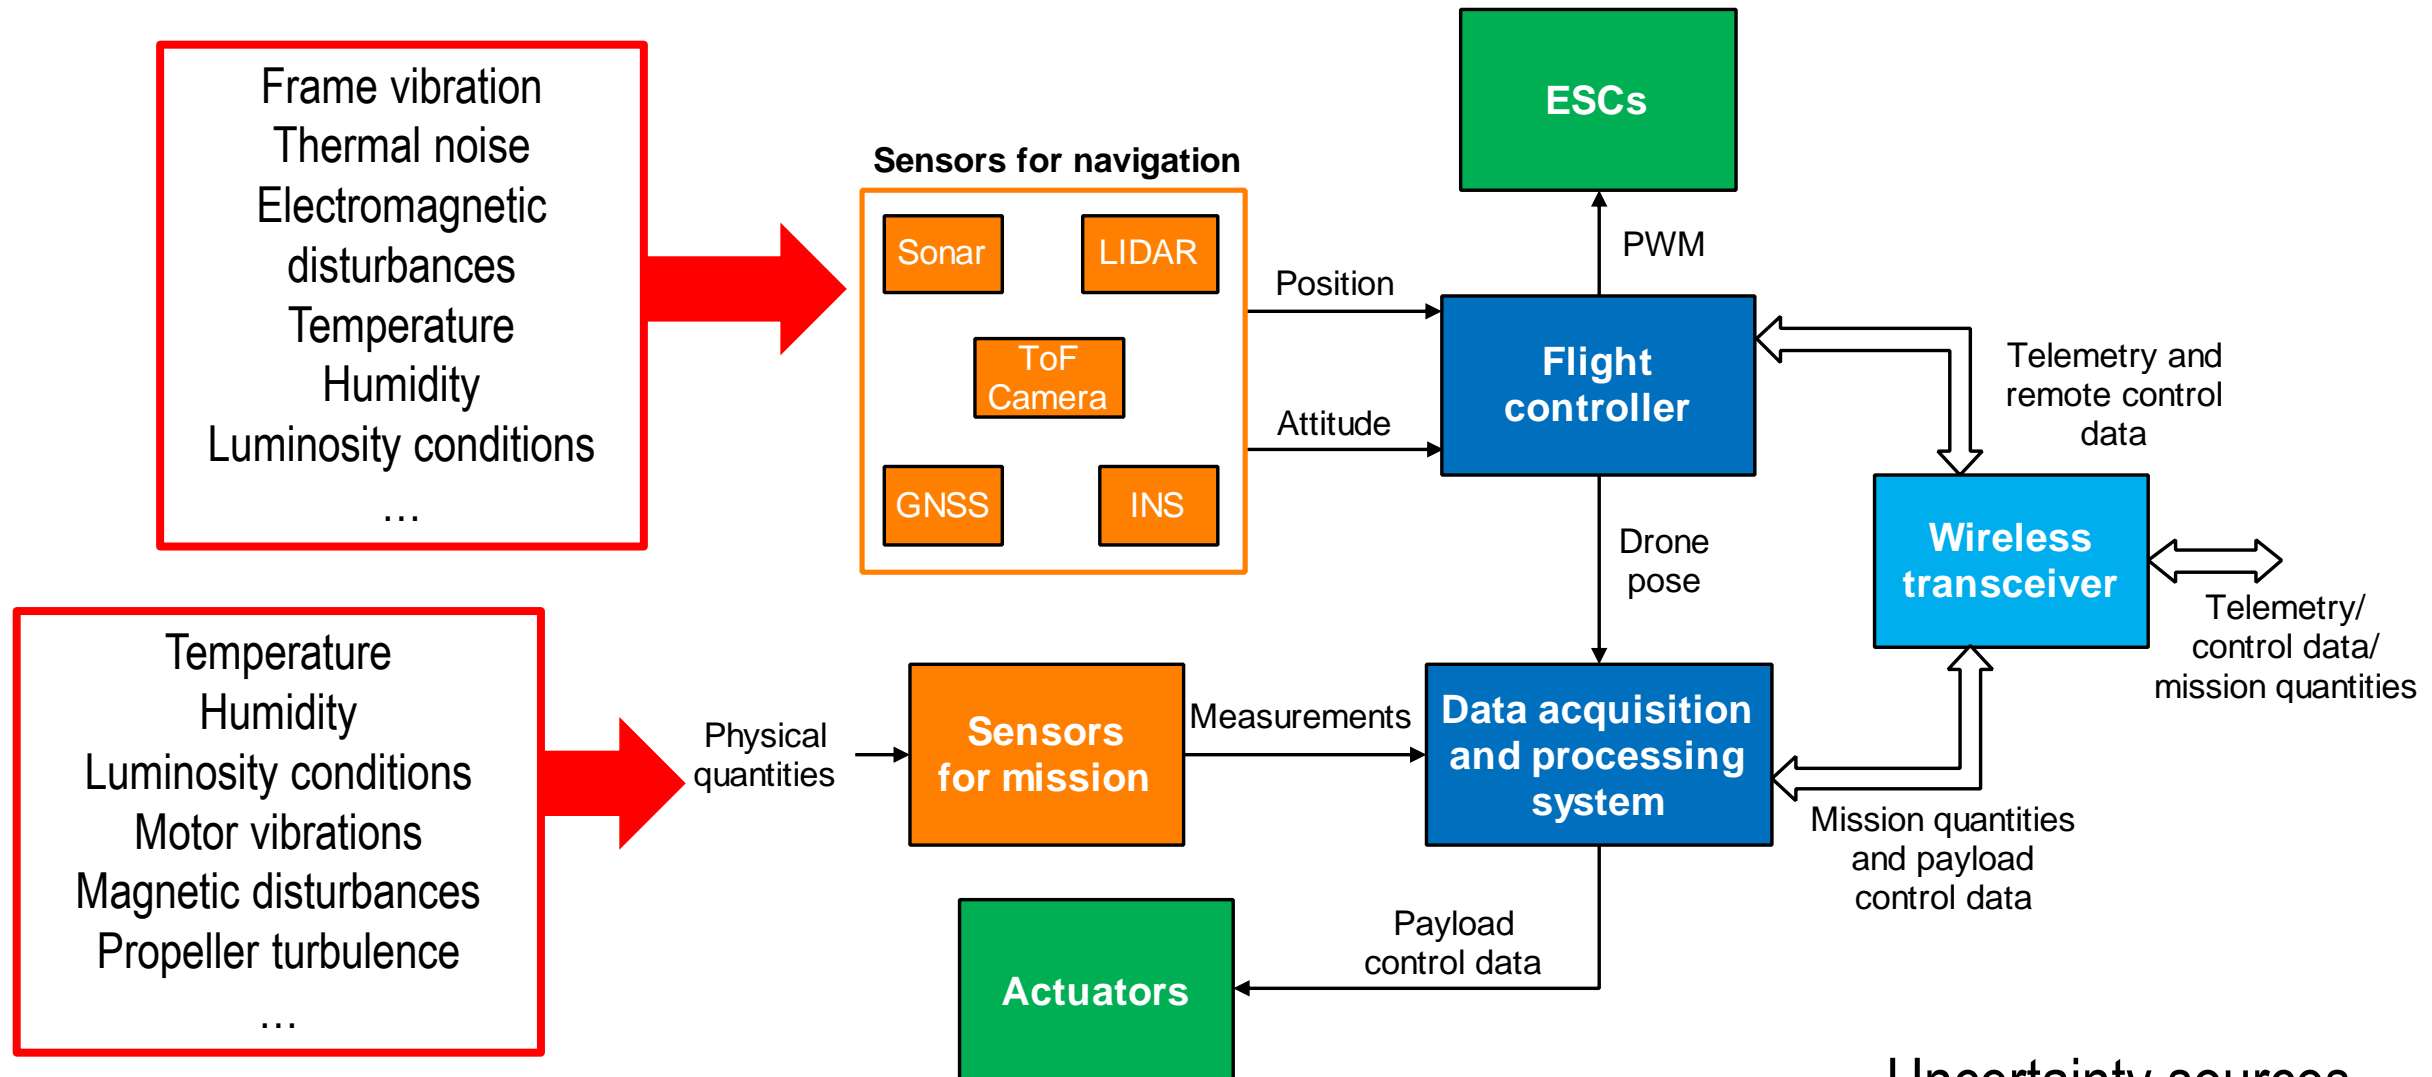 Frame vibration
Thermal noise
Electromagnetic
disturbances
Temperature
Humidity
Luminosity conditions
…
Sensors for navigation
Sonar
LIDAR
ToF
Camera
GNSS
INS
Position
Attitude
ESCs
PWM
Flight
controller
Telemetry and
remote control
data
Wireless
transceiver
Telemetry/
control data/
mission quantities
Drone
pose
Temperature
Humidity
Luminosity conditions
Motor vibrations
Magnetic disturbances
Propeller turbulence
…
Physical
quantities
Sensors
for mission
Measurements
Data acquisition
and processing
system
Mission quantities
and payload
control data
Payload
control data
Actuators
Uncertainty sources